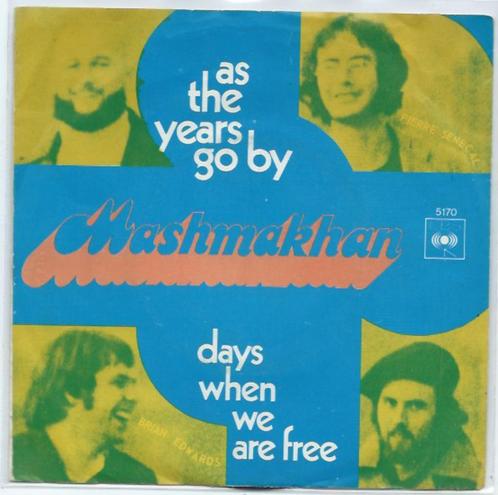 as
the
years
go by
PIERRE SENECAL
Mashmakhan
5170
days
when
we
are free
BRIAN EDWARDS